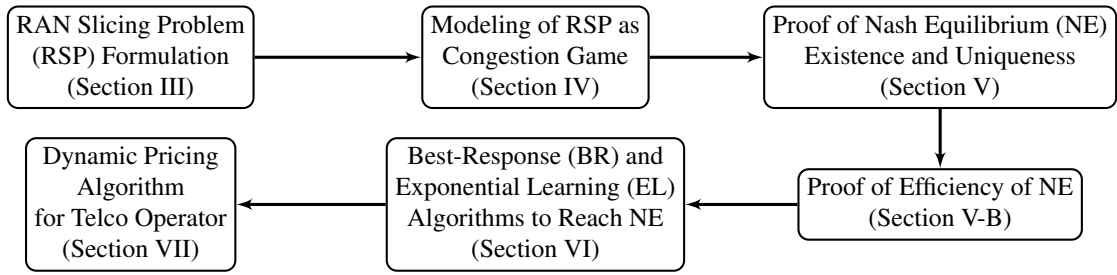 RAN Slicing Problem
(RSP) Formulation
(Section III)
Modeling of RSP as
Congestion Game
(Section IV)
Proof of Nash Equilibrium (NE)
Existence and Uniqueness
(Section V)
Proof of Efficiency of NE
(Section V-B)
Best-Response (BR) and
Exponential Learning (EL)
Algorithms to Reach NE
(Section VI)
Dynamic Pricing
Algorithm
for Telco Operator
(Section VII)